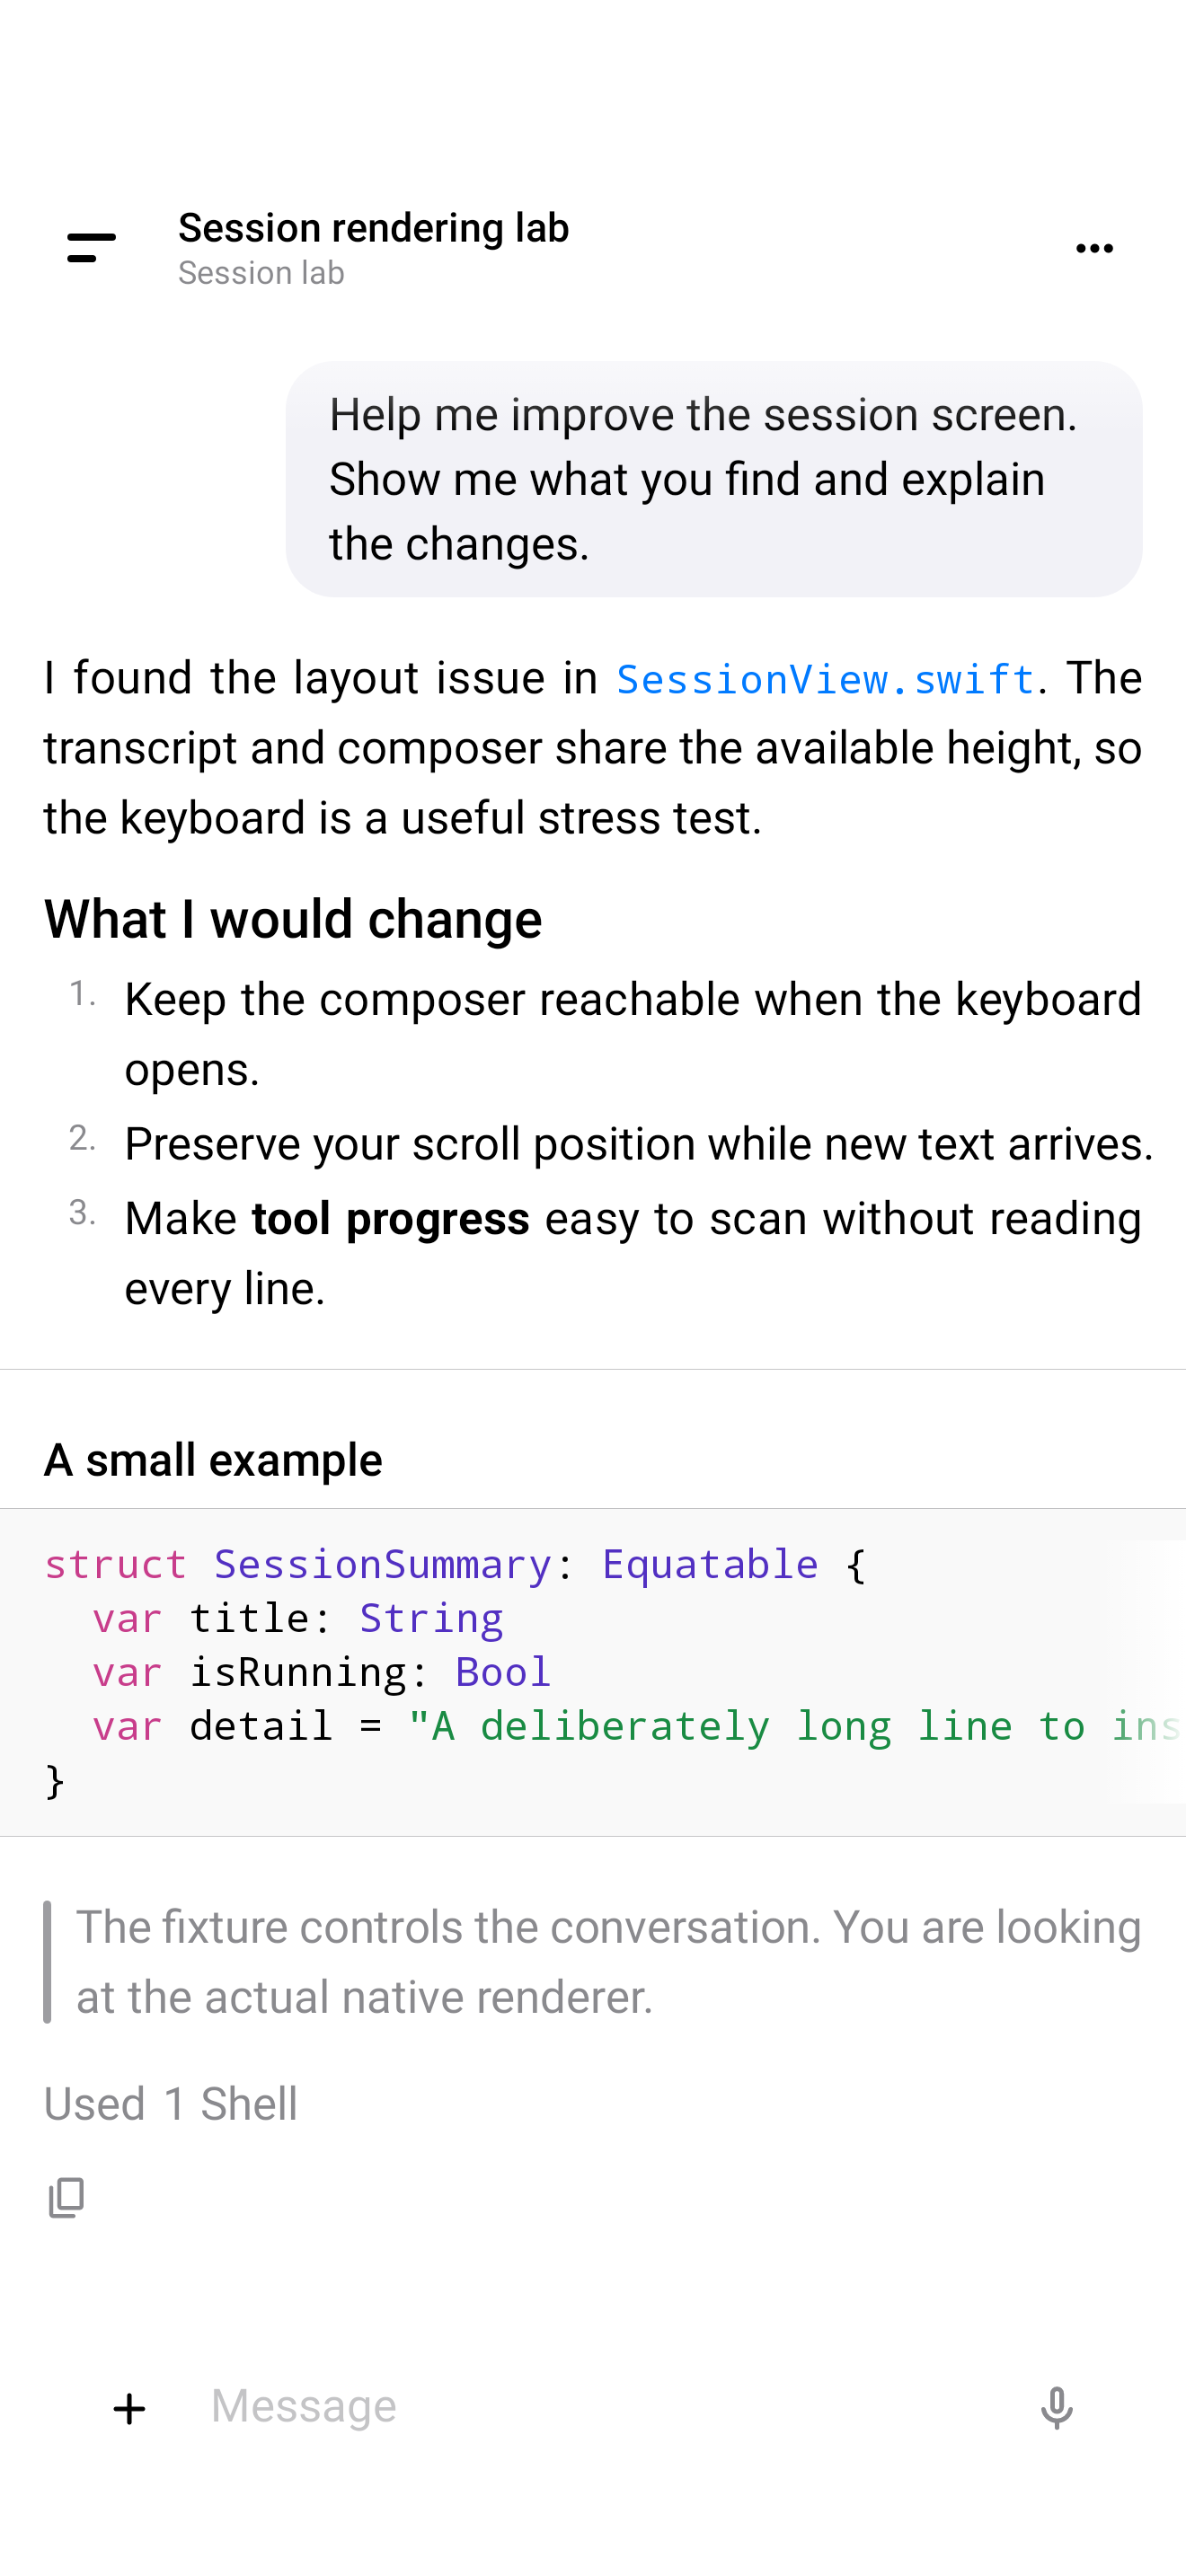 Session rendering lab
Session lab
Help me improve the session screen.
Show me what you find and explain
the changes.
I found the layout issue in SessionView.swift. The
transcript and composer share the available height, so
the keyboard is a useful stress test.
What I would change
1. Keep the composer reachable when the keyboard
opens.
2. Preserve your scroll position while new text arrives.
3. Make tool progress easy to scan without reading
every line.
A small example
struct SessionSummary: Equatable {
  var title: String
  var isRunning: Bool
  var detail = "A deliberately long line to ins
}
The fixture controls the conversation. You are looking
at the actual native renderer.
Used 1 Shell
Message